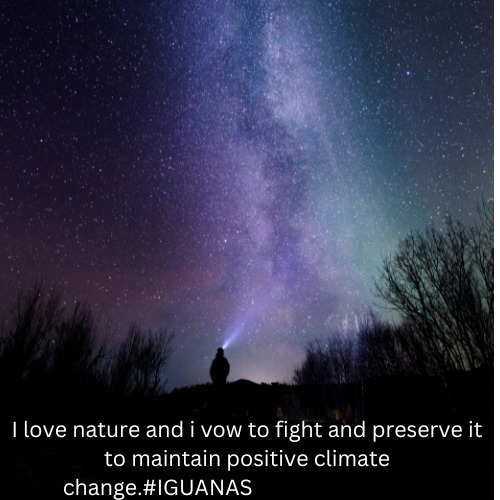 I love nature and i vow to fight and preserve it
to maintain positive climate
change.#IGUANAS